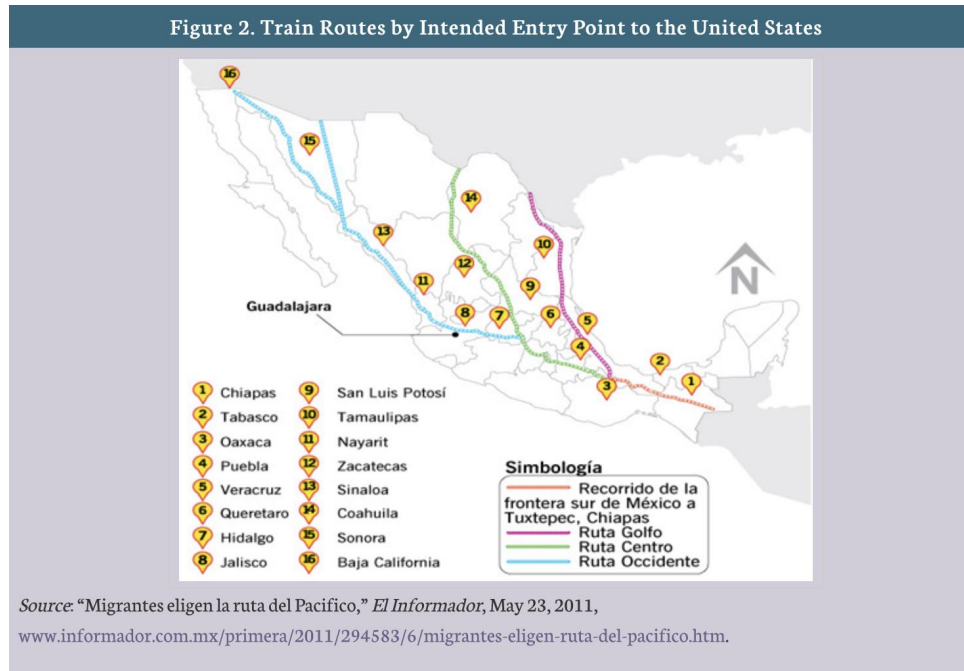 Figure 2. Train Routes by Intended Entry Point to the United States
16
15
14
13
10
12
11
9
Guadalajara
8
7
6
5
4
2
1
3
N
1 Chiapas
2 Tabasco
3 Oaxaca
4 Puebla
5 Veracruz
6 Queretaro
7 Hidalgo
8 Jalisco
9 San Luis Potosí
10 Tamaulipas
11 Nayarit
12 Zacatecas
13 Sinaloa
14 Coahuila
15 Sonora
16 Baja California
Simbología
Recorrido de la
frontera sur de México a
Tuxtepec, Chiapas
Ruta Golfo
Ruta Centro
Ruta Occidente
Source: “Migrantes eligen la ruta del Pacifico,” El Informador, May 23, 2011,
www.informador.com.mx/primera/2011/294583/6/migrantes-eligen-ruta-del-pacifico.htm.